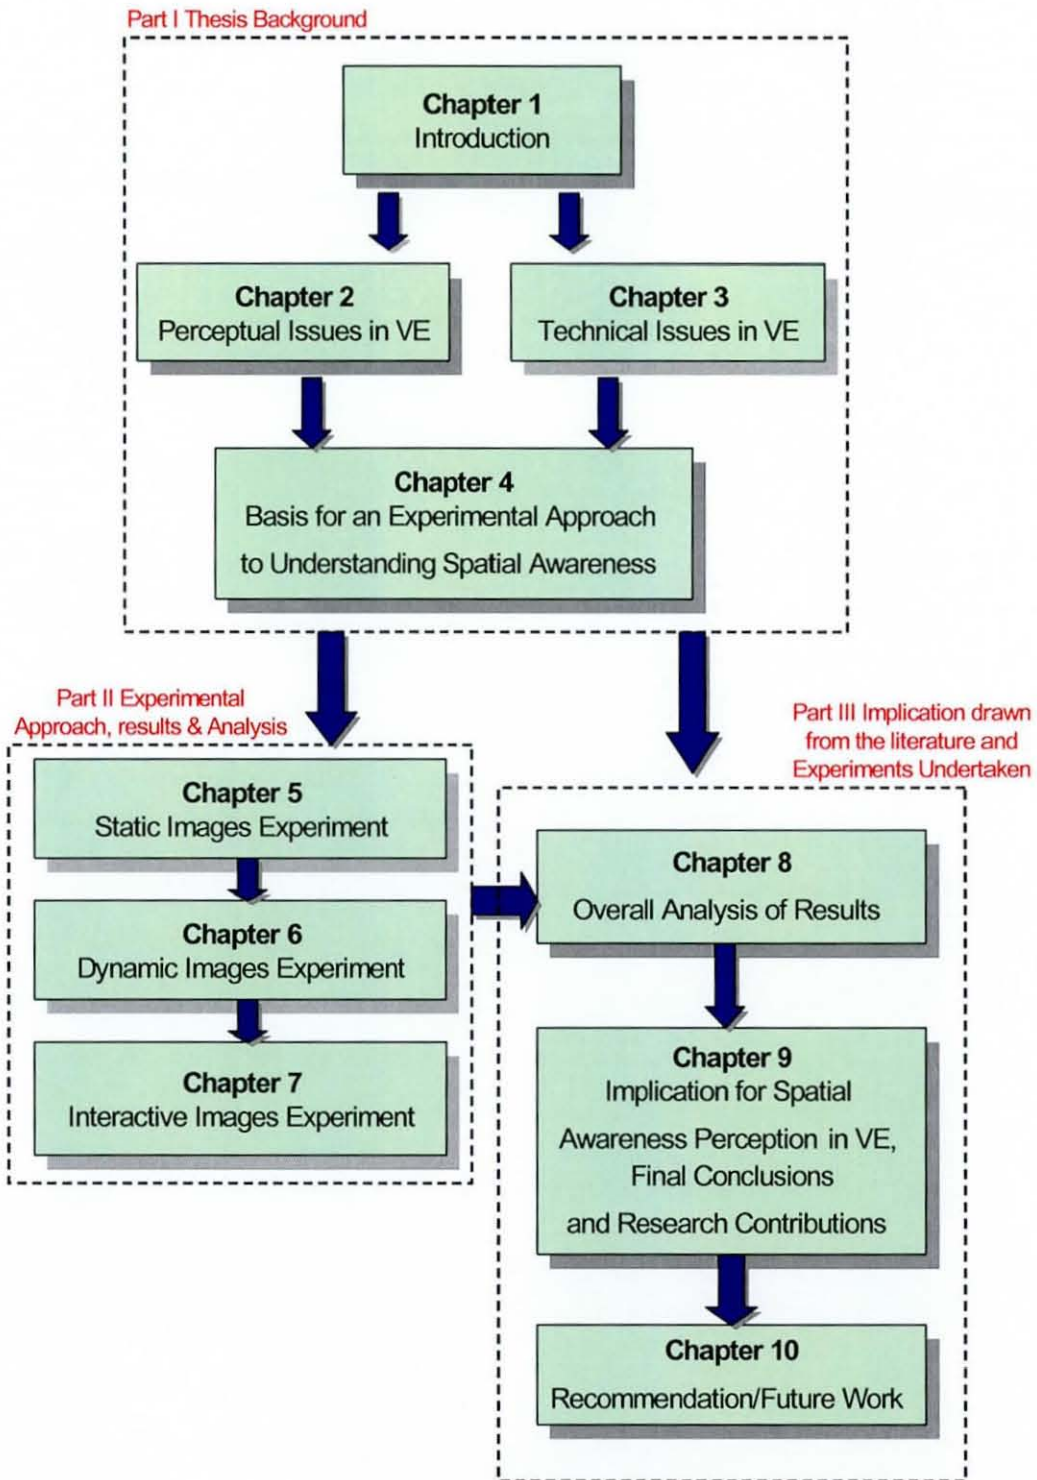 Part I Thesis Background
Chapter 1
Introduction
Chapter 2
Perceptual Issues in VE
Chapter 3
Technical Issues in VE
Chapter 4
Basis for an Experimental Approach
to Understanding Spatial Awareness
Part II Experimental
Approach, results & Analysis
Chapter 5
Static Images Experiment
Chapter 6
Dynamic Images Experiment
Chapter 7
Interactive Images Experiment
Part III Implication drawn
from the literature and
Experiments Undertaken
Chapter 8
Overall Analysis of Results
Chapter 9
Implication for Spatial
Awareness Perception in VE,
Final Conclusions
and Research Contributions
Chapter 10
Recommendation/Future Work